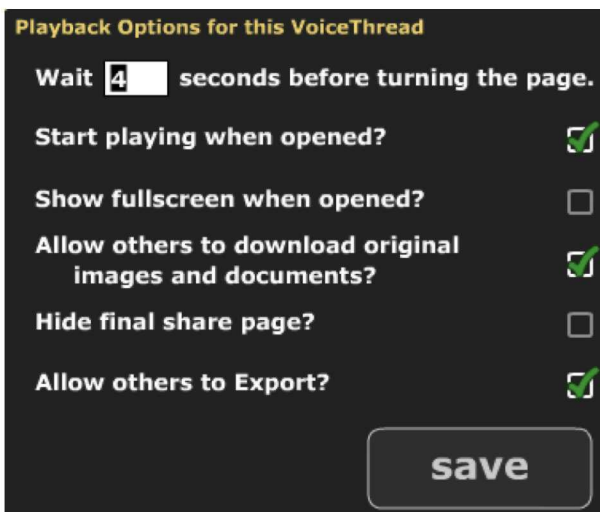 Playback Options for this VoiceThread
Wait 4 seconds before turning the page.
Start playing when opened?
Show fullscreen when opened?
Allow others to download original
images and documents?
Hide final share page?
Allow others to Export?
save